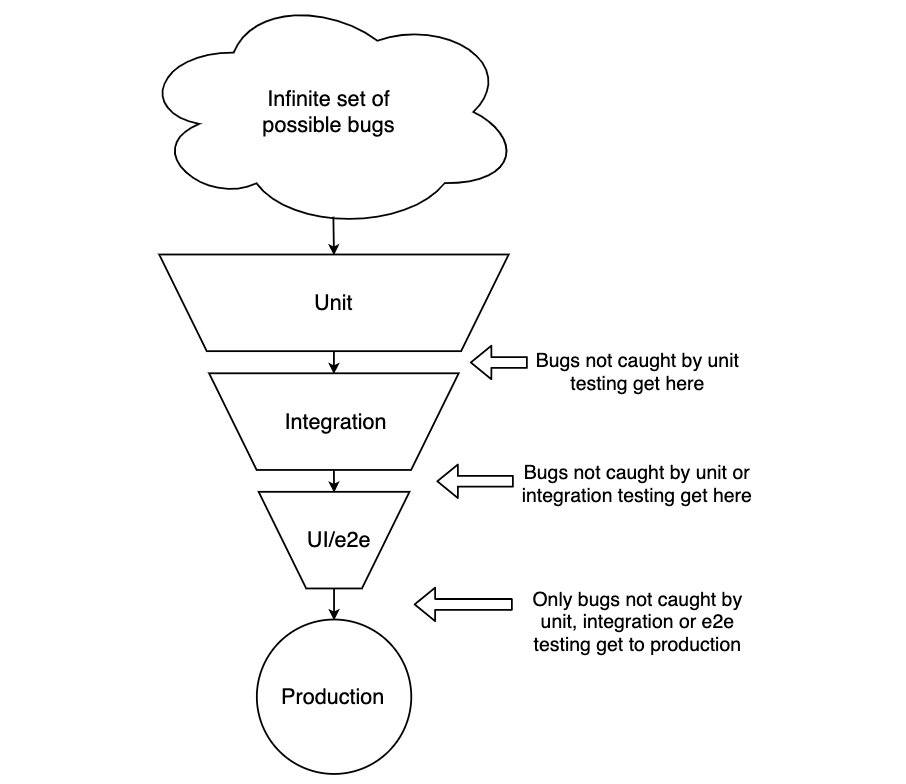 Infinite set of
possible bugs
Unit
Bugs not caught by unit
testing get here
Integration
Bugs not caught by unit or
integration testing get here
UI/e2e
Only bugs not caught by
unit, integration or e2e
testing get to production
Production